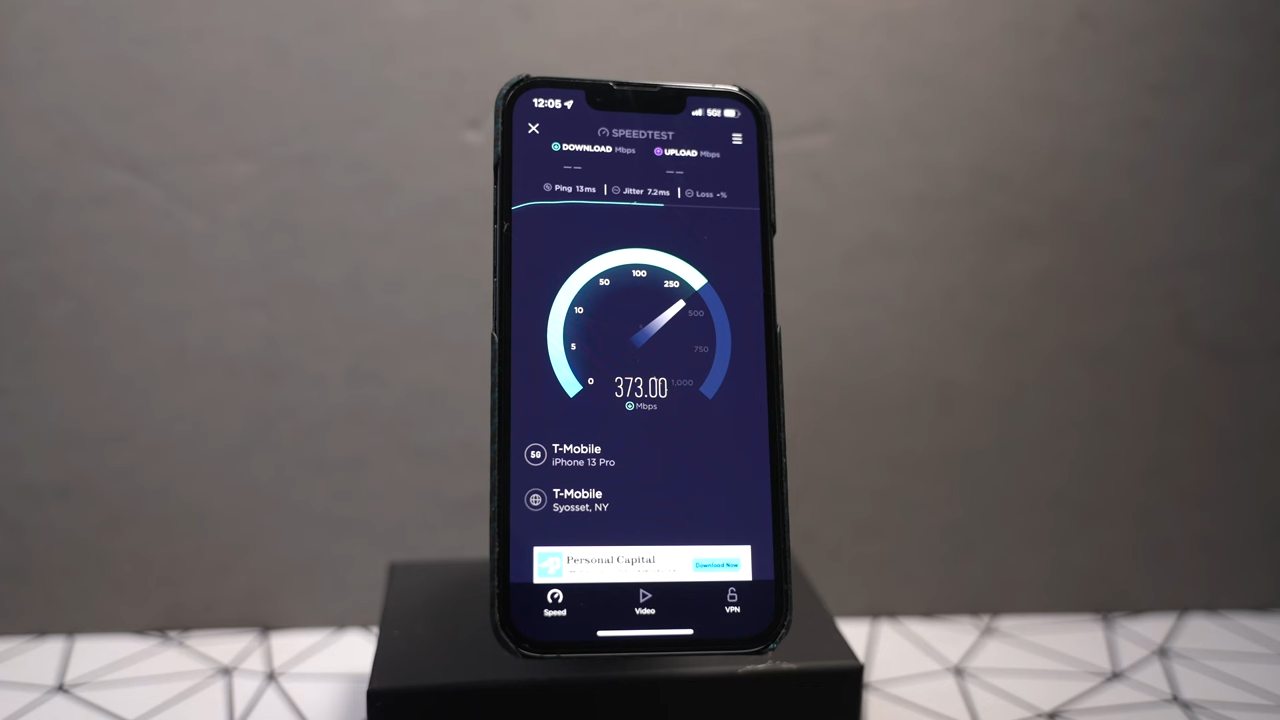 12:05
5GE
SPEEDTEST
DOWNLOAD Mbps UPLOAD Mbps
— — — —
Ping 13ms Jitter 7.2ms Loss -%
100
50 250
10 500
5 750
0 373.00 1,000
Mbps
5G T-Mobile
iPhone 13 Pro
T-Mobile
Syosset, NY
Personal Capital
Download Now
Speed Video VPN